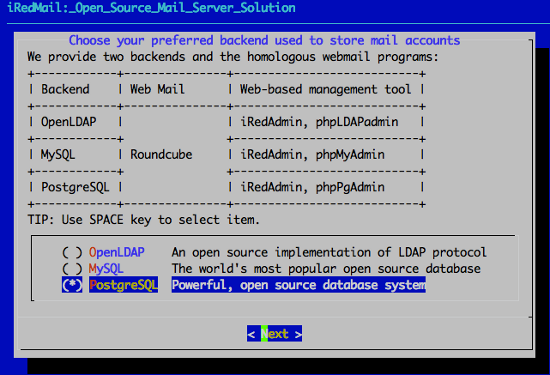 iRedMail:_Open_Source_Mail_Server_Solution
Choose your preferred backend used to store mail accounts
We provide two backends and the homologous webmail programs:
+----------+---------------+---------------------------+
| Backend | Web Mail | Web-based management tool |
+----------+---------------+---------------------------+
| OpenLDAP | | iRedAdmin, phpLDAPadmin |
+----------+ +---------------------------+
| MySQL | Roundcube | iRedAdmin, phpMyAdmin |
+----------+ +---------------------------+
| PostgreSQL | | iRedAdmin, phpPgAdmin |
+----------+---------------+---------------------------+
TIP: Use SPACE key to select item.
( ) OpenLDAP An open source implementation of LDAP protocol
( ) MySQL The world's most popular open source database
(*) PostgreSQL Powerful, open source database system
< Next >